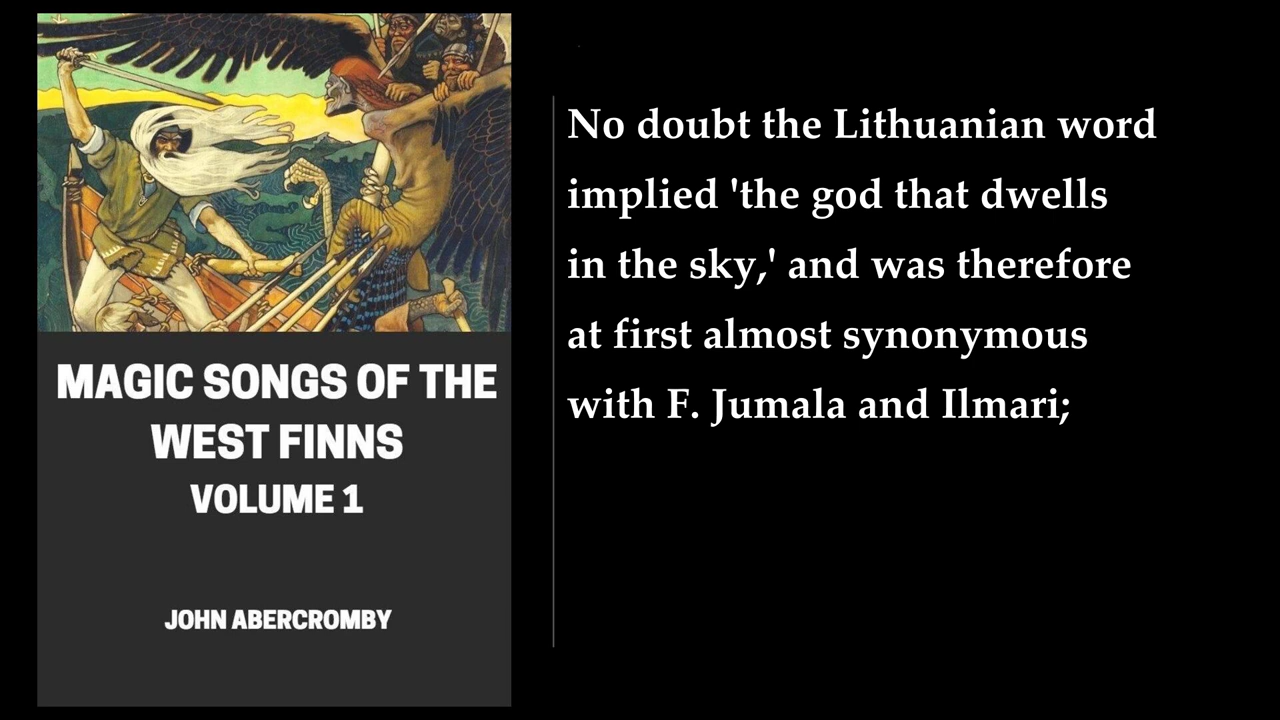 MAGIC SONGS OF THE
WEST FINNS
VOLUME 1
JOHN ABERCROMBY
No doubt the Lithuanian word
implied 'the god that dwells
in the sky,' and was therefore
at first almost synonymous
with F. Jumala and Ilmari;